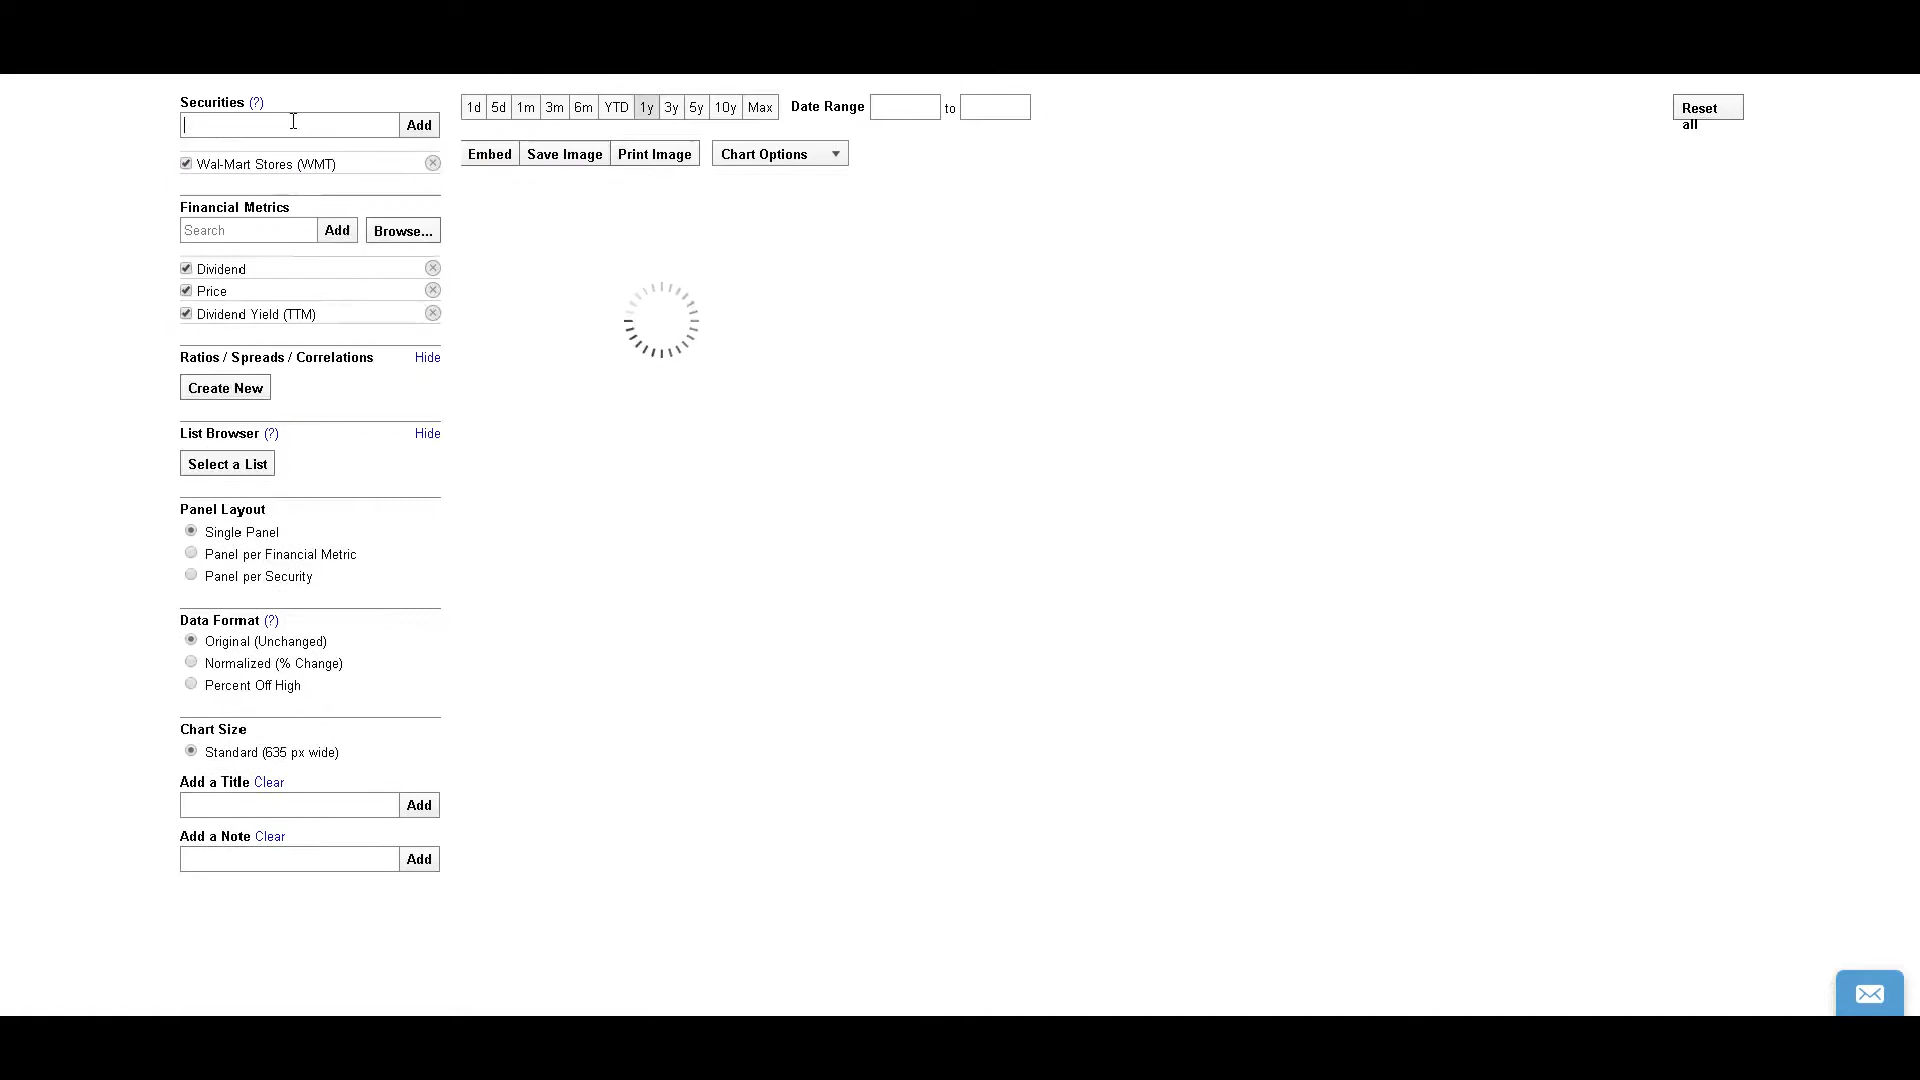 Securities (?)
Add
Wal-Mart Stores (WMT)
Financial Metrics
Search Add Browse...
Dividend
Price
Dividend Yield (TTM)
Ratios / Spreads / Correlations Hide
Create New
List Browser (?) Hide
Select a List
Panel Layout
Single Panel
Panel per Financial Metric
Panel per Security
Data Format (?)
Original (Unchanged)
Normalized (% Change)
Percent Off High
Chart Size
Standard (635 px wide)
Add a Title Clear
Add
Add a Note Clear
Add
1d 5d 1m 3m 6m YTD 1y 3y 5y 10y Max Date Range to
Embed Save Image Print Image Chart Options
Reset
all